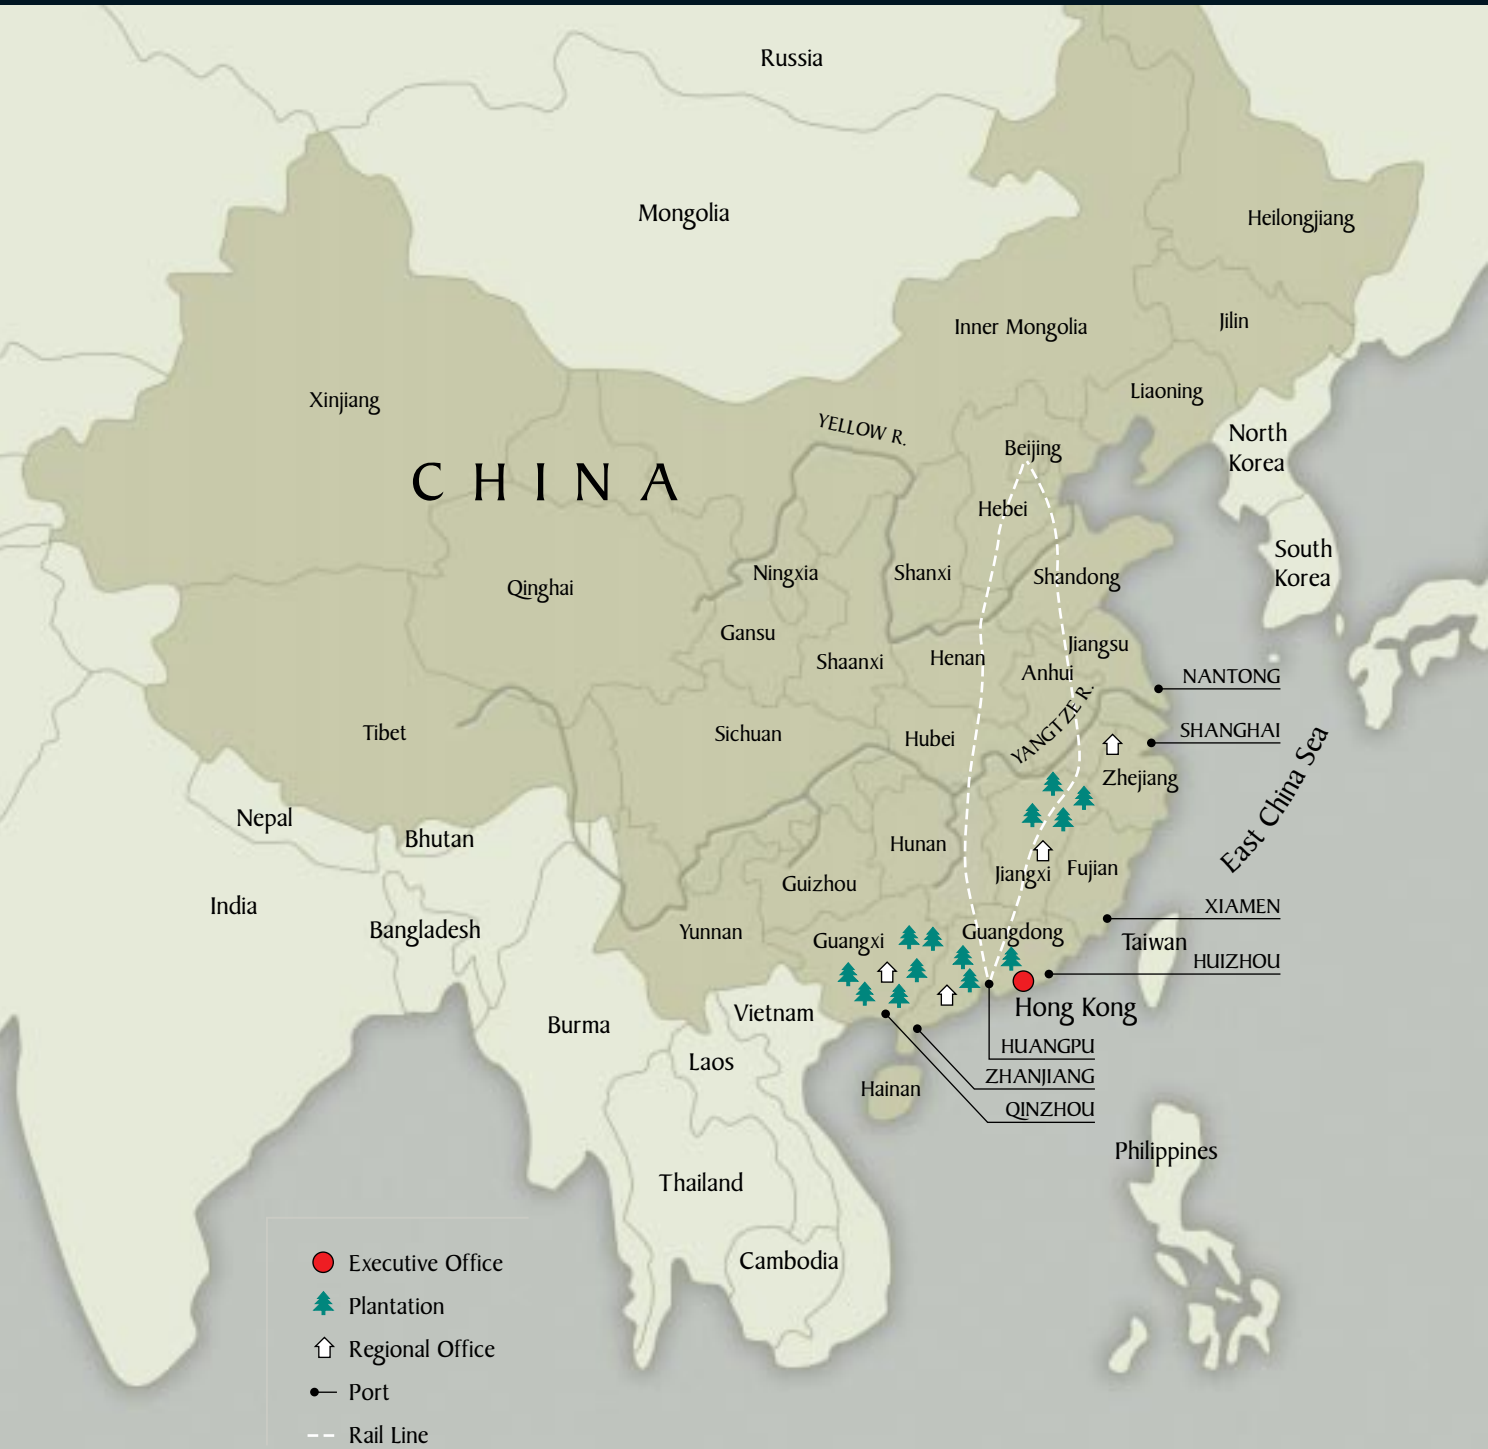 Russia
Mongolia
Heilongjiang
Inner Mongolia
Jilin
Liaoning
Xinjiang
YELLOW R.
North
Korea
Beijing
CHINA
Hebei
South
Korea
Ningxia
Shanxi
Shandong
Qinghai
Gansu
Jiangsu
Shaanxi
Henan
Anhui
NANTONG
Tibet
Sichuan
Hubei
YANGTZE R.
SHANGHAI
Zhejiang
East China Sea
Nepal
Bhutan
Hunan
Jiangxi
Fujian
Guizhou
India
XIAMEN
Bangladesh
Yunnan
Guangxi
Guangdong
Taiwan
HUIZHOU
Hong Kong
Vietnam
Burma
HUANGPU
Laos
ZHANJIANG
Hainan
QINZHOU
Philippines
Thailand
Cambodia
Executive Office
Plantation
Regional Office
Port
Rail Line